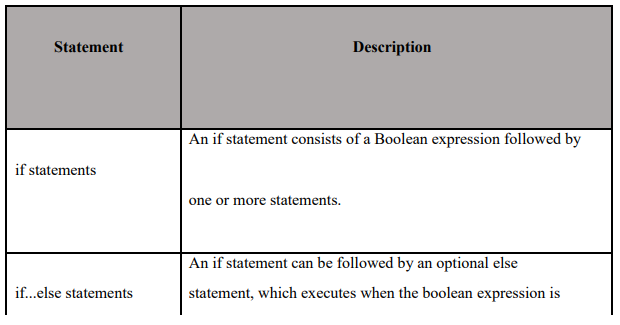 Statement
Description
if statements
An if statement consists of a Boolean expression followed by
one or more statements.
if...else statements
An if statement can be followed by an optional else
statement, which executes when the boolean expression is